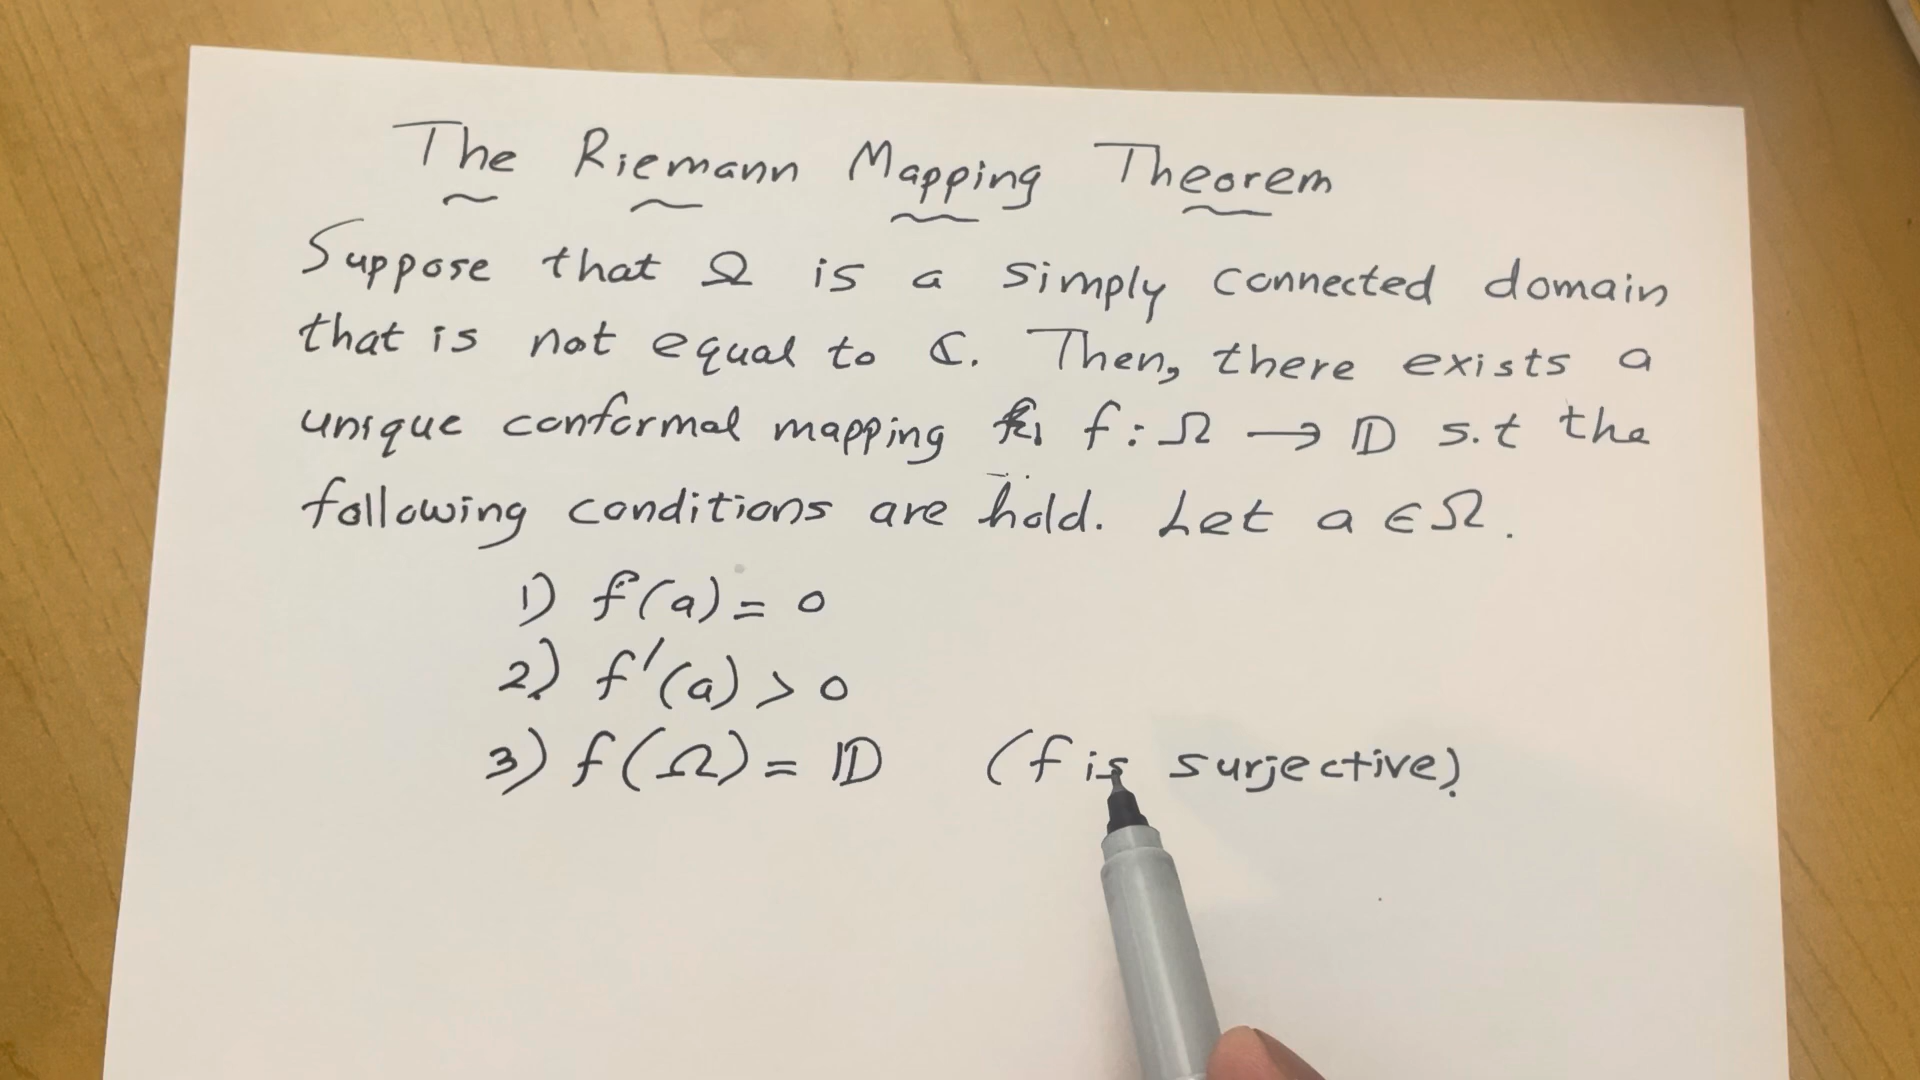 The Riemann Mapping Theorem
Suppose that Ω is a simply connected domain
that is not equal to ℂ. Then, there exists a
unique conformal mapping f : Ω → 𝔻 s.t the
following conditions are hold. Let a ∈ Ω.
1) f(a) = 0
2) f'(a) > 0
3) f(Ω) = 𝔻 (f is surjective)